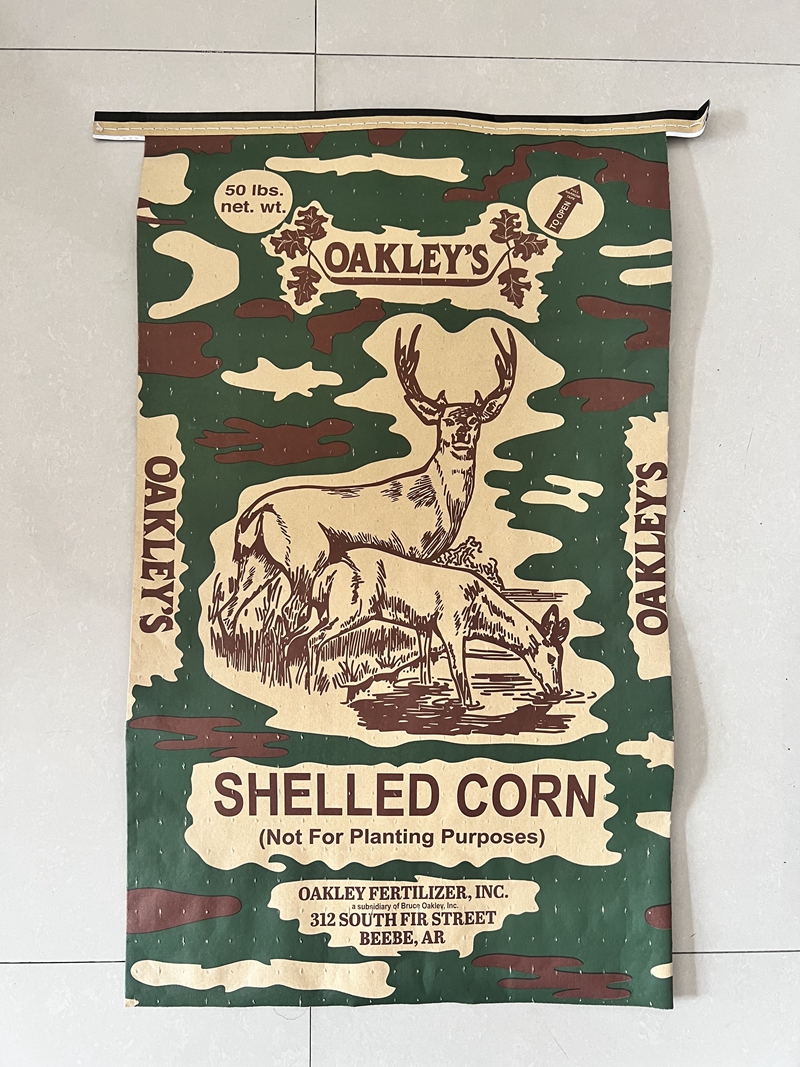 50 lbs.
net. wt.
TO OPEN
OAKLEY'S
OAKLEY'S
OAKLEY'S
SHELLED CORN
(Not For Planting Purposes)
OAKLEY FERTILIZER, INC.
a subsidiary of Bruce Oakley, Inc.
312 SOUTH FIR STREET
BEEBE, AR